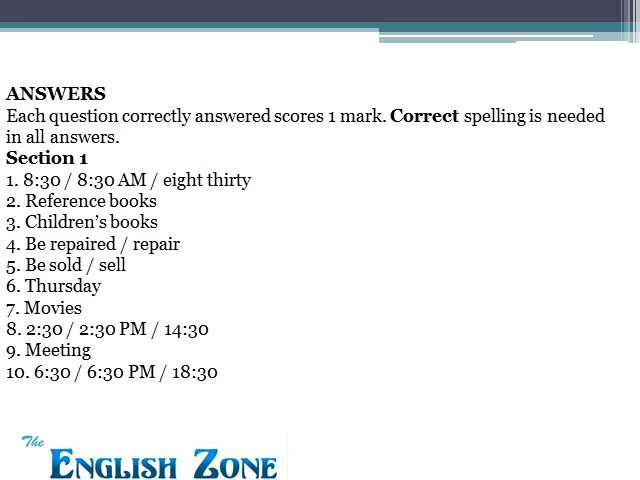 ANSWERS
Each question correctly answered scores 1 mark. Correct spelling is needed
in all answers.
Section 1
1. 8:30 / 8:30 AM / eight thirty
2. Reference books
3. Children's books
4. Be repaired / repair
5. Be sold / sell
6. Thursday
7. Movies
8. 2:30 / 2:30 PM / 14:30
9. Meeting
10. 6:30 / 6:30 PM / 18:30
The
ENGLISH ZONE